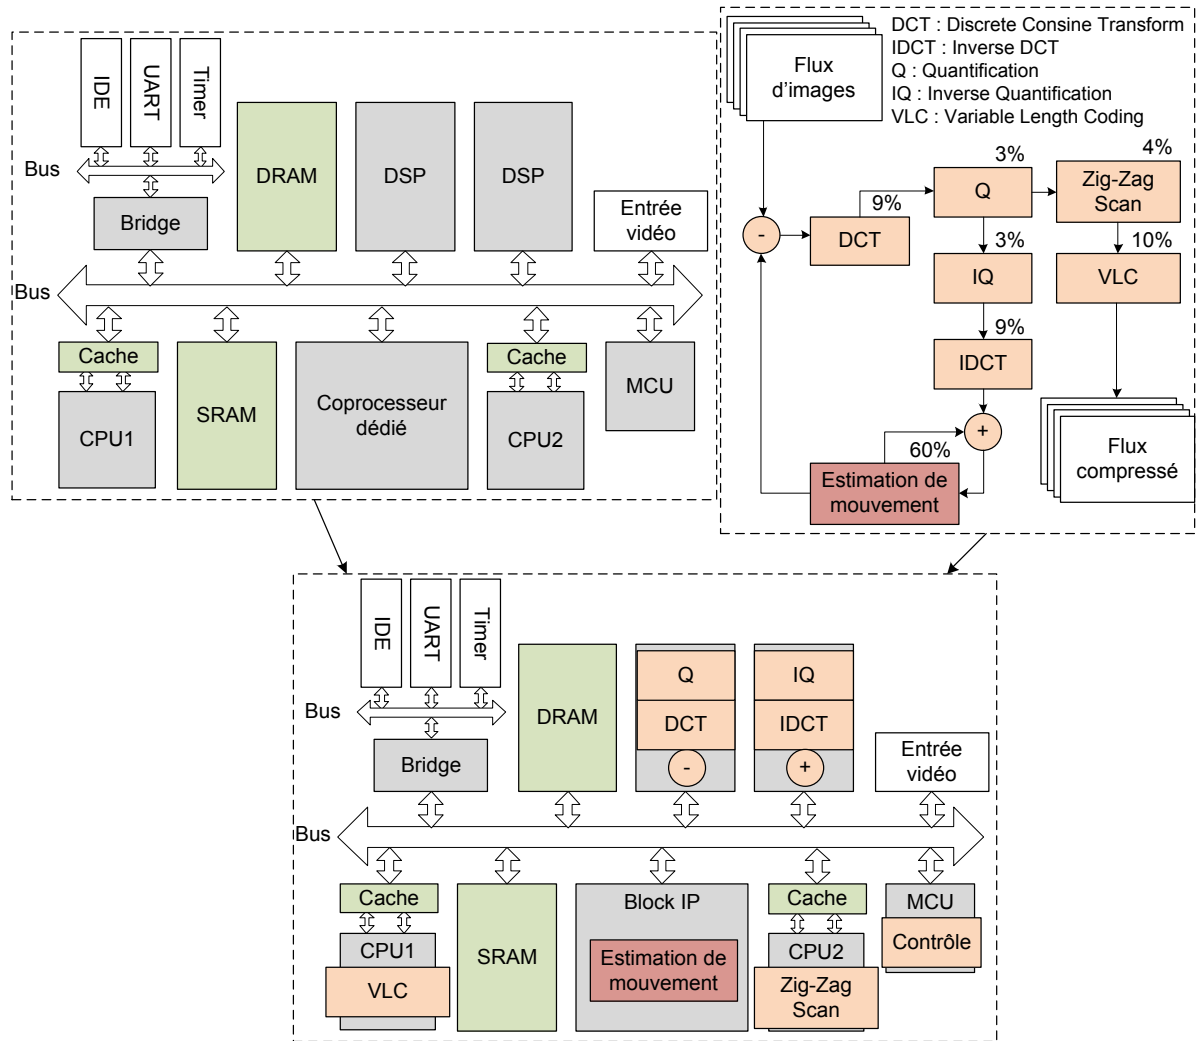 IDE
UART
Timer
Bus
Bridge
DRAM
DSP
DSP
Entrée
vidéo
Bus
Cache
CPU1
SRAM
Coprocesseur
dédié
Cache
CPU2
MCU
Flux
d'images
DCT : Discrete Consine Transform
IDCT : Inverse DCT
Q : Quantification
IQ : Inverse Quantification
VLC : Variable Length Coding
-
9%
DCT
3%
Q
4%
Zig-Zag
Scan
3%
IQ
10%
VLC
9%
IDCT
+
60%
Estimation de
mouvement
Flux
compressé
IDE
UART
Timer
Bus
Bridge
DRAM
Q
DCT
-
IQ
IDCT
+
Entrée
vidéo
Bus
Cache
CPU1
VLC
SRAM
Block IP
Estimation de
mouvement
Cache
CPU2
Zig-Zag
Scan
MCU
Contrôle